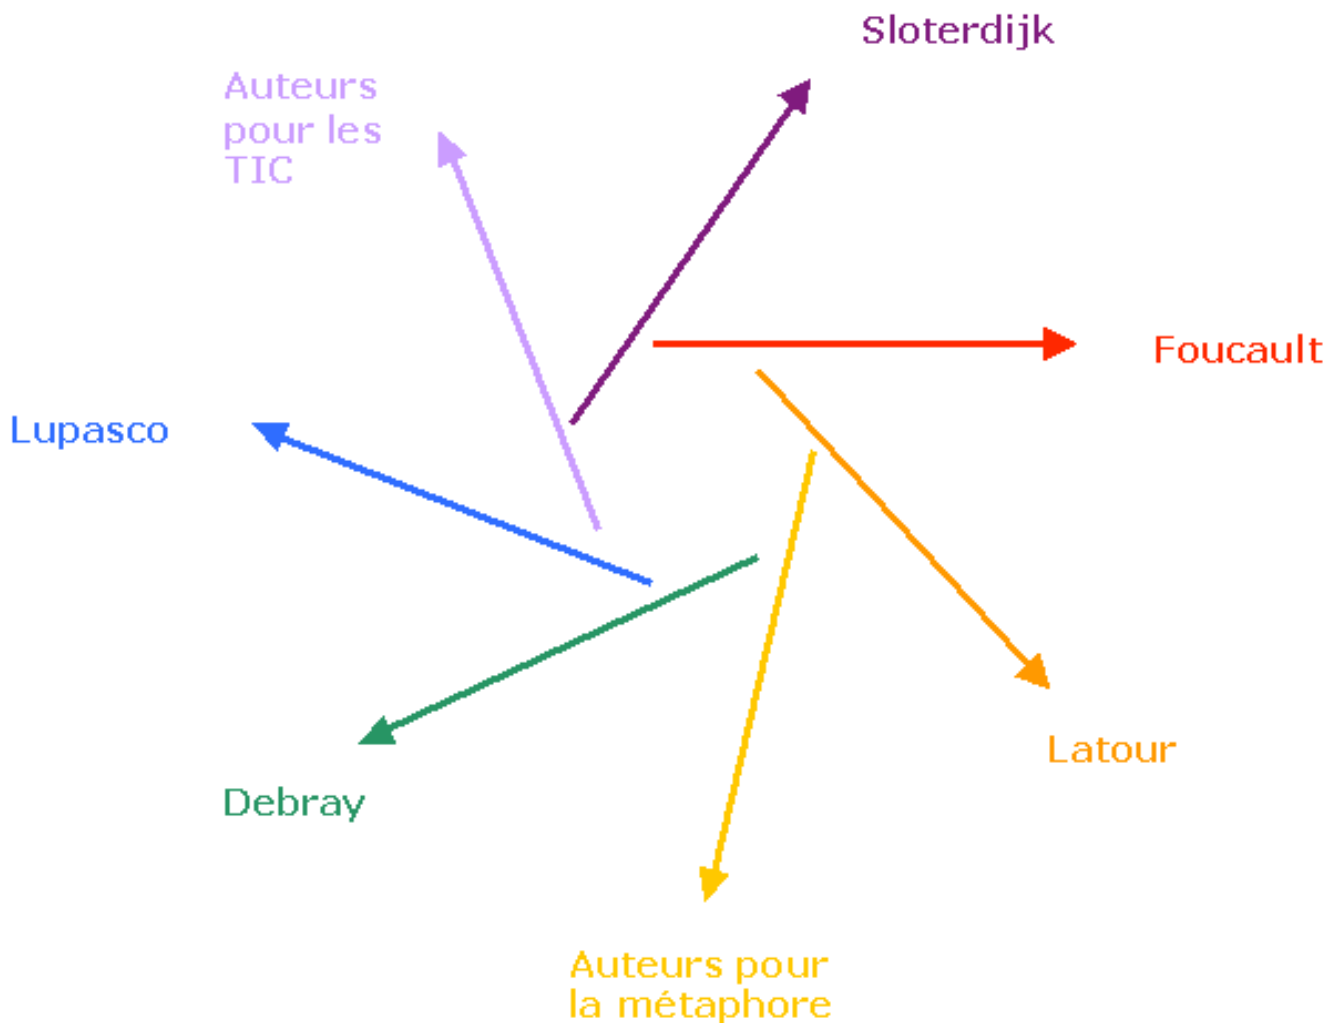 Sloterdijk
Auteurs
pour les
TIC
Foucault
Lupasco
Latour
Debray
Auteurs pour
la métaphore